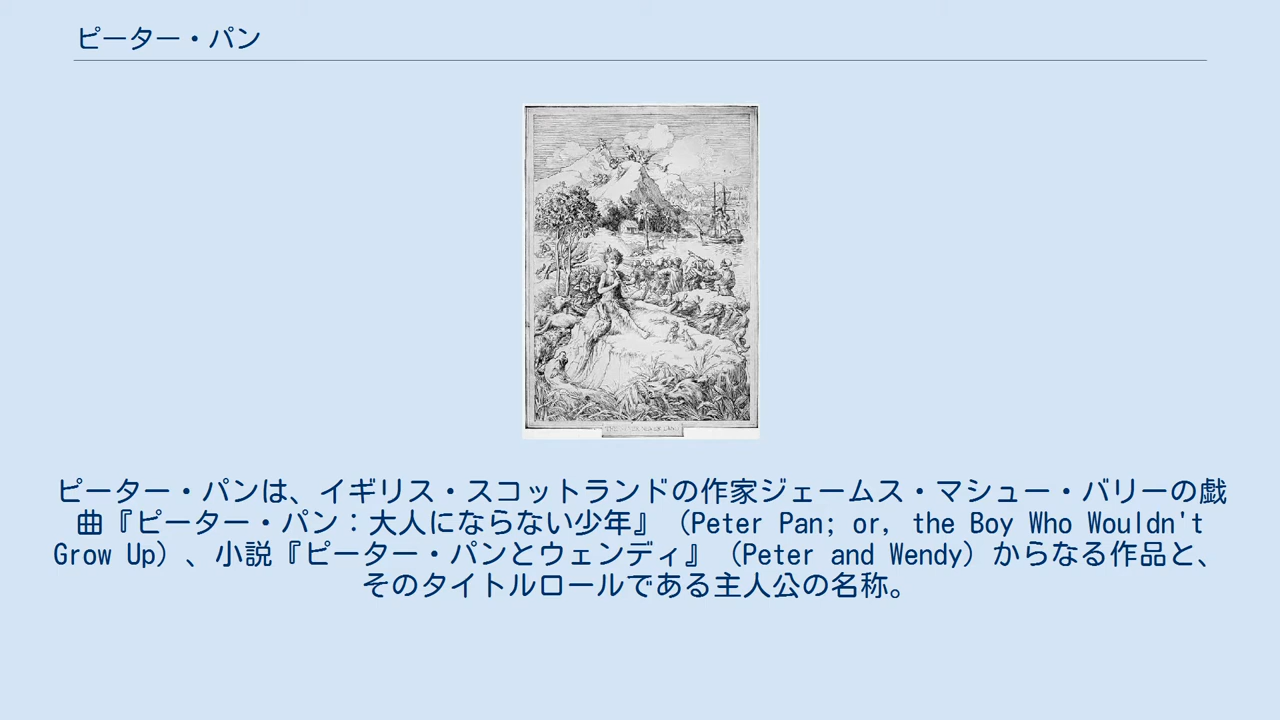 ピーター・パン
ピーター・パンは、イギリス・スコットランドの作家ジェームス・マシュー・バリーの戯
曲『ピーター・パン：大人にならない少年』（Peter Pan; or, the Boy Who Wouldn't
Grow Up）、小説『ピーター・パンとウェンディ』（Peter and Wendy）からなる作品と、
そのタイトルロールである主人公の名称。